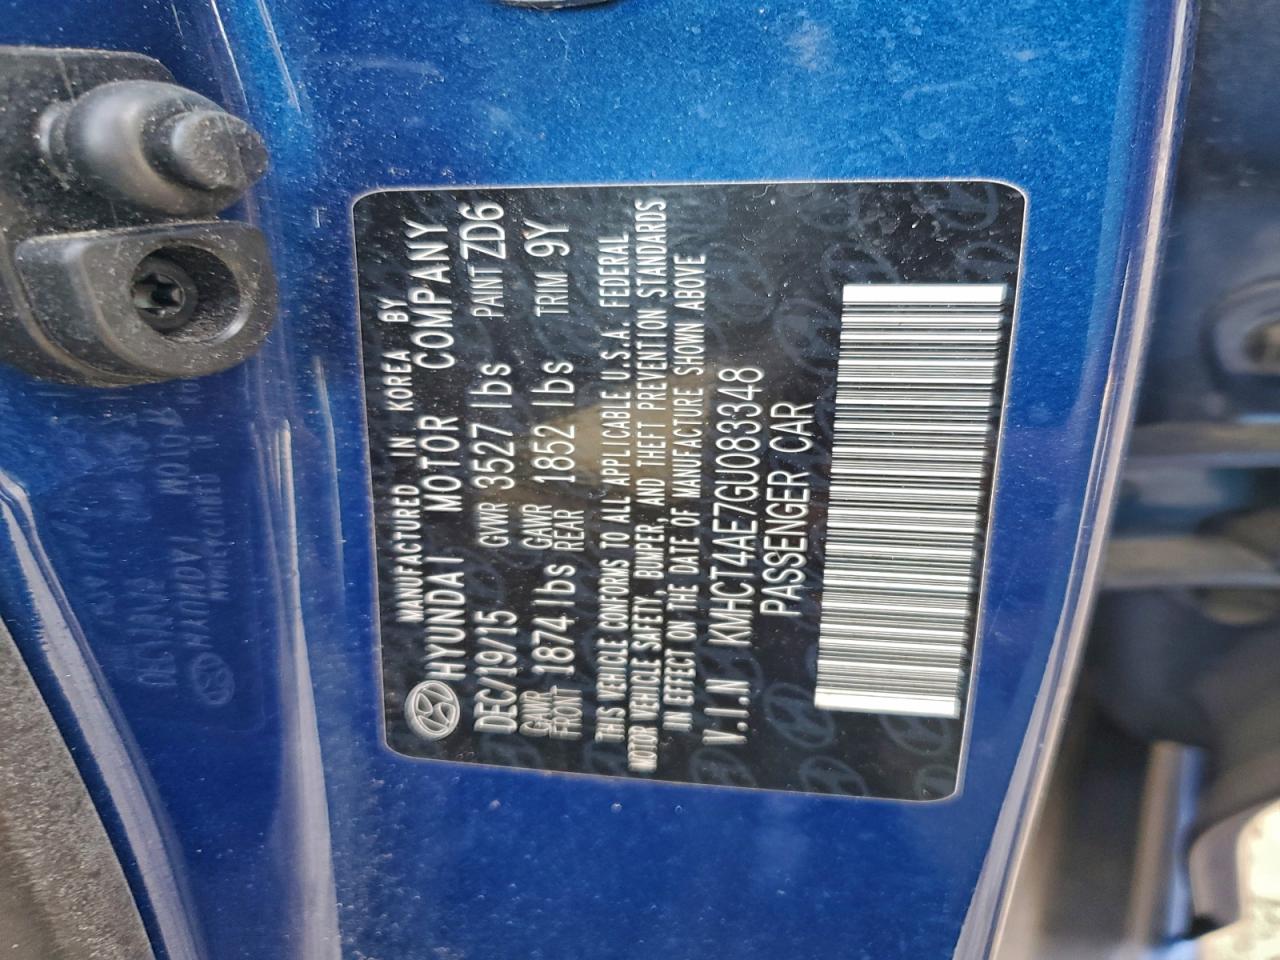 MANUFACTURED IN KOREA BY
HYUNDAI MOTOR COMPANY
DEC/19/15 GVWR 3527 lbs PAINT ZD6
GAWR FRONT 1874 lbs GAWR REAR 1852 lbs TRIM 9Y
THIS VEHICLE CONFORMS TO ALL APPLICABLE U.S.A. FEDERAL
MOTOR VEHICLE SAFETY, BUMPER, AND THEFT PREVENTION STANDARDS
IN EFFECT ON THE DATE OF MANUFACTURE SHOWN ABOVE
V.I.N KMHCT4AE7GU083348
PASSENGER CAR